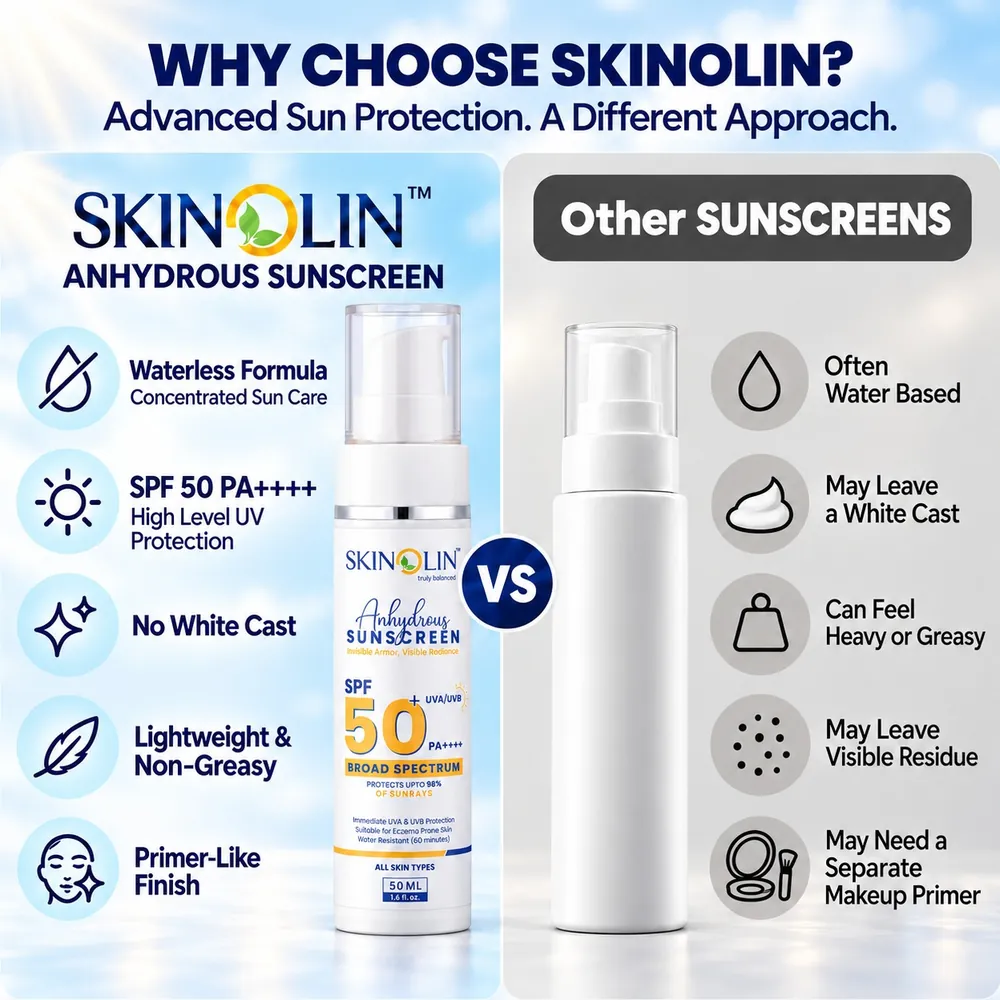 WHY CHOOSE SKINOLIN?
Advanced Sun Protection. A Different Approach.
SKINOLIN™
ANHYDROUS SUNSCREEN
Waterless Formula
Concentrated Sun Care
SPF 50 PA++++
High Level UV
Protection
No White Cast
Lightweight &
Non-Greasy
Primer-Like
Finish
SKINOLIN™
truly balanced
Anhydrous
SUNSCREEN
Invisible Armor, Visible Radience
SPF
50+ UVA/UVB
PA++++
BROAD SPECTRUM
PROTECTS UPTO 98%
OF SUNRAYS
Immediate UVA & UVB Protection
Suitable for Eczema Prone Skin
Water Resistant (60 minutes)
ALL SKIN TYPES
50 ML
1.6 fl. oz.
VS
Other SUNSCREENS
Often
Water Based
May Leave
a White Cast
Can Feel
Heavy or Greasy
May Leave
Visible Residue
May Need a
Separate
Makeup Primer